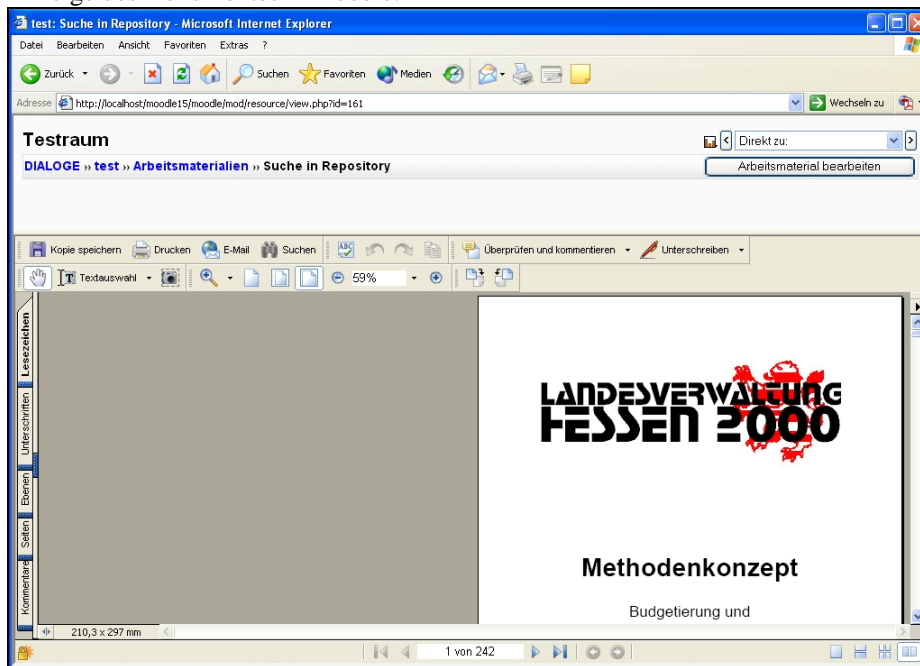 test: Suche in Repository - Microsoft Internet Explorer
Datei Bearbeiten Ansicht Favoriten Extras ?
Zurück Suchen Favoriten Medien
Adresse http://localhost/moodle15/moodle/mod/resource/view.php?id=161 Wechseln zu
Testraum Direkt zu:
DIALOGE » test » Arbeitsmaterialien » Suche in Repository Arbeitsmaterial bearbeiten
Kopie speichern Drucken E-Mail Suchen Überprüfen und kommentieren Unterschreiben
Textauswahl 59%
Lesezeichen
Unterschriften
Ebenen
Seiten
Kommentare
LANDESVERWALTUNG
HESSEN 2000
Methodenkonzept
Budgetierung und
210,3 x 297 mm
1 von 242